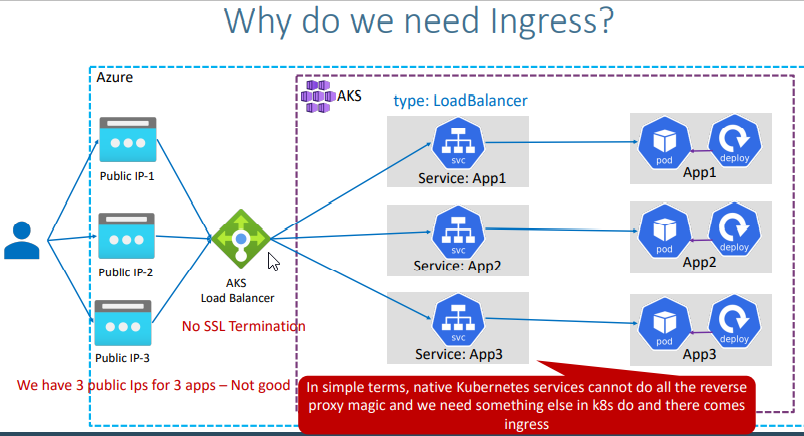 Why do we need Ingress?
Azure
AKS
type: LoadBalancer
Public IP-1
svc
Service: App1
pod
deploy
App1
Public IP-2
AKS
Load Balancer
svc
Service: App2
pod
deploy
App2
No SSL Termination
Public IP-3
svc
Service: App3
pod
deploy
App3
We have 3 public Ips for 3 apps – Not good
In simple terms, native Kubernetes services cannot do all the reverse
proxy magic and we need something else in k8s do and there comes
ingress